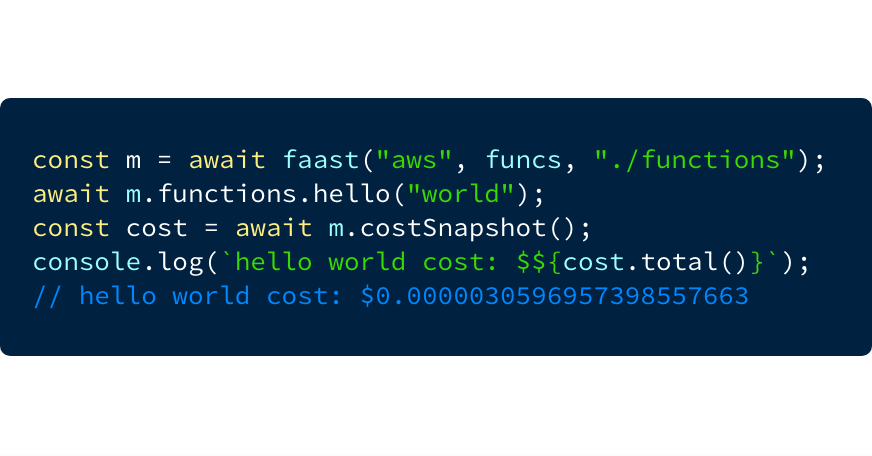 const m = await faast("aws", funcs, "./functions");
await m.functions.hello("world");
const cost = await m.costSnapshot();
console.log(`hello world cost: $${cost.total()}`);
// hello world cost: $0.0000030596957398557663